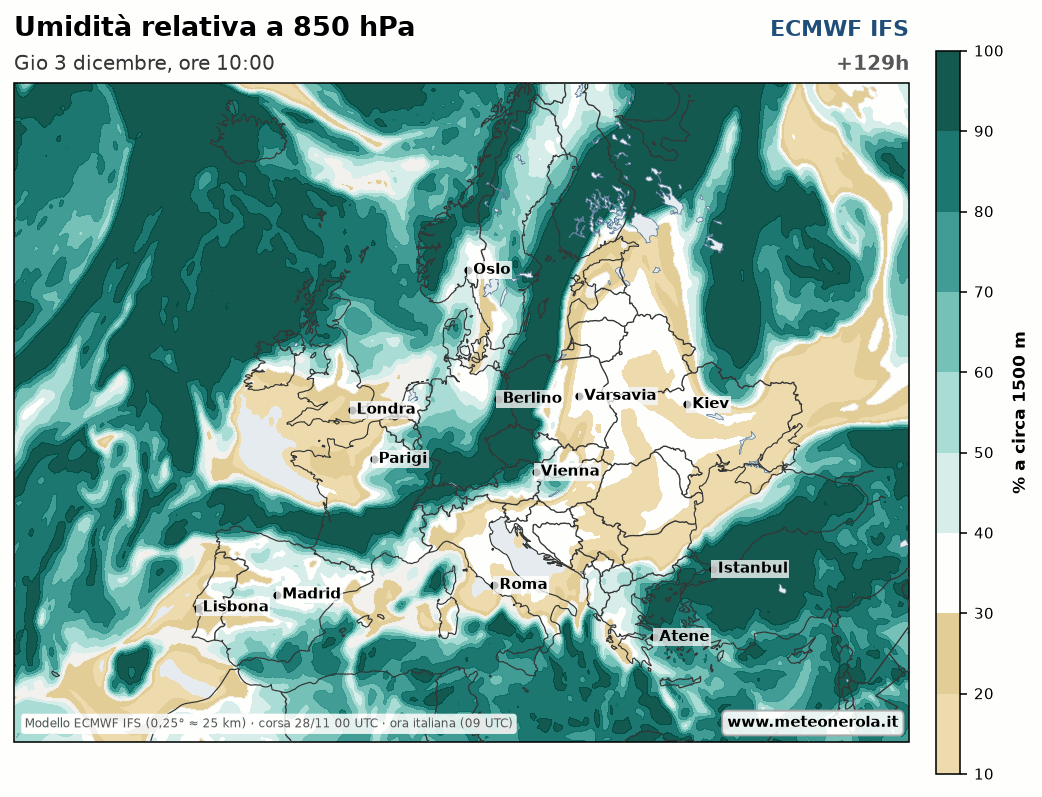 Umidità relativa a 850 hPa
ECMWF IFS
Gio 3 dicembre, ore 10:00
+129h
100
90
80
70
60
50
40
30
20
10
% a circa 1500 m
Oslo
Berlino
Varsavia
Kiev
Londra
Parigi
Vienna
Istanbul
Roma
Madrid
Lisbona
Atene
Modello ECMWF IFS (0,25° ≈ 25 km) · corsa 28/11 00 UTC · ora italiana (09 UTC)
www.meteonerola.it